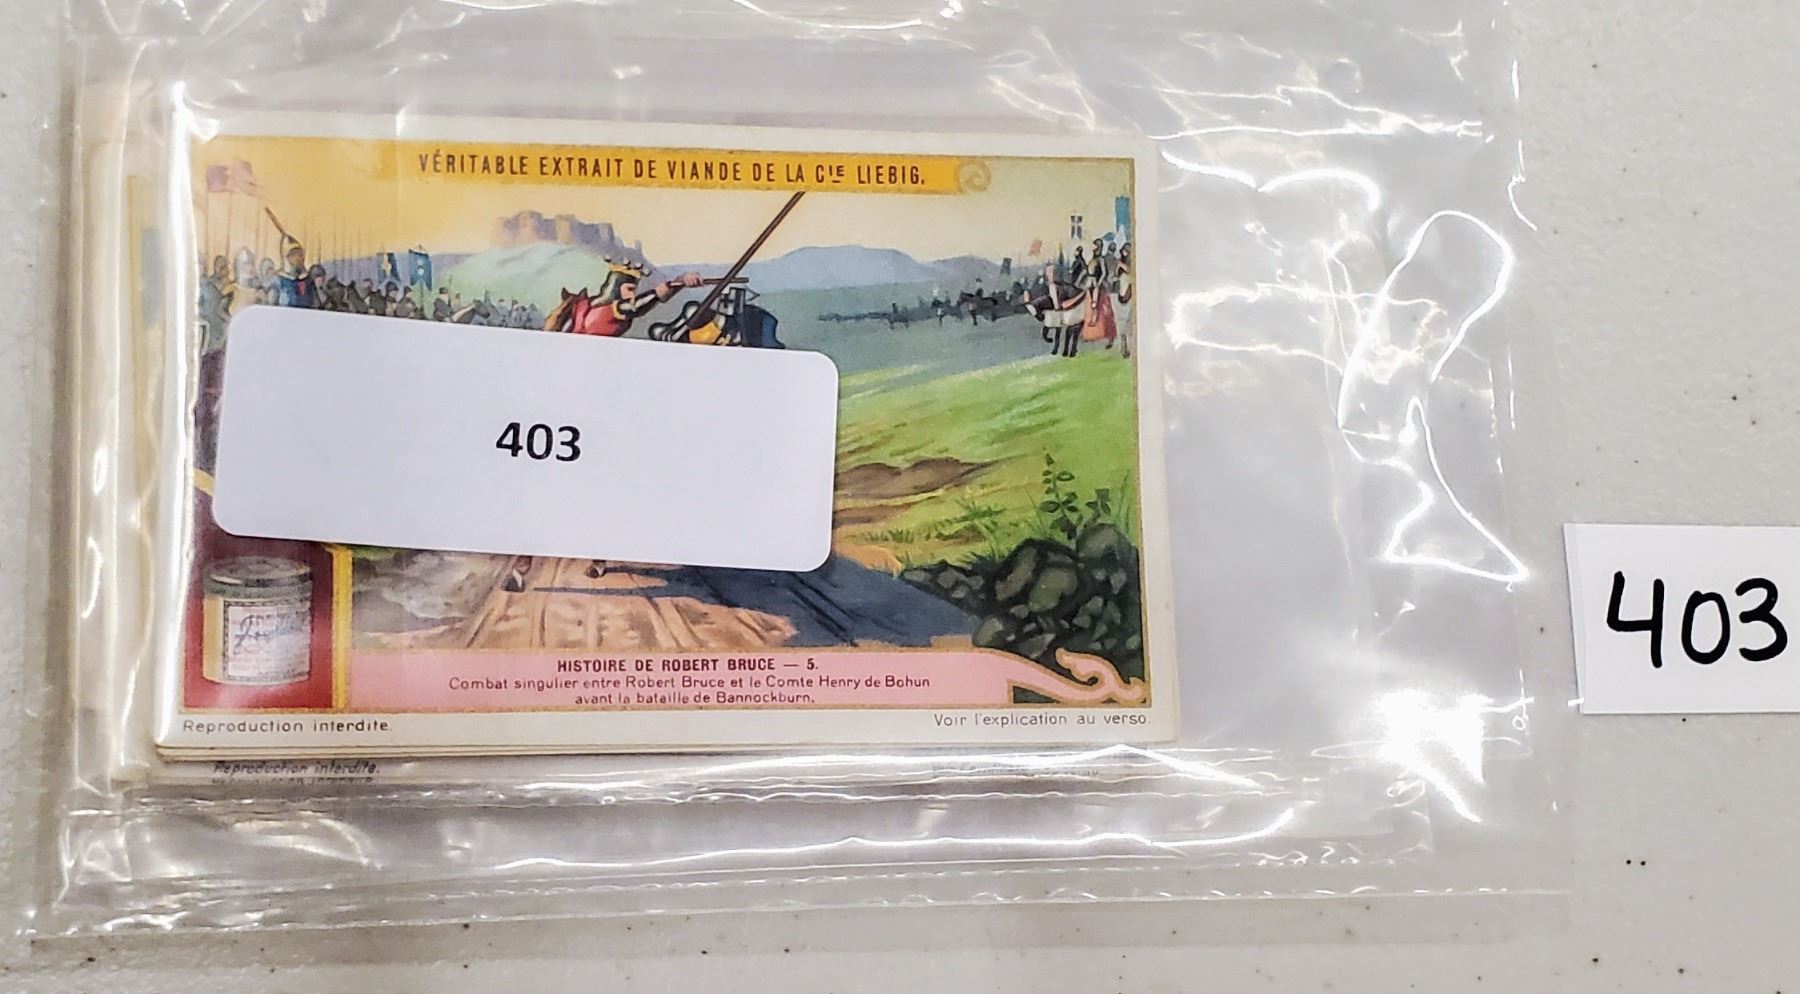 VÉRITABLE EXTRAIT DE VIANDE DE LA CIE LIEBIG.
403
HISTOIRE DE ROBERT BRUCE — 5.
Combat singulier entre Robert Bruce et le Comte Henry de Bohun
avant la bataille de Bannockburn.
Reproduction interdite.
Voir l'explication au verso.
Reproduction interdite.
403